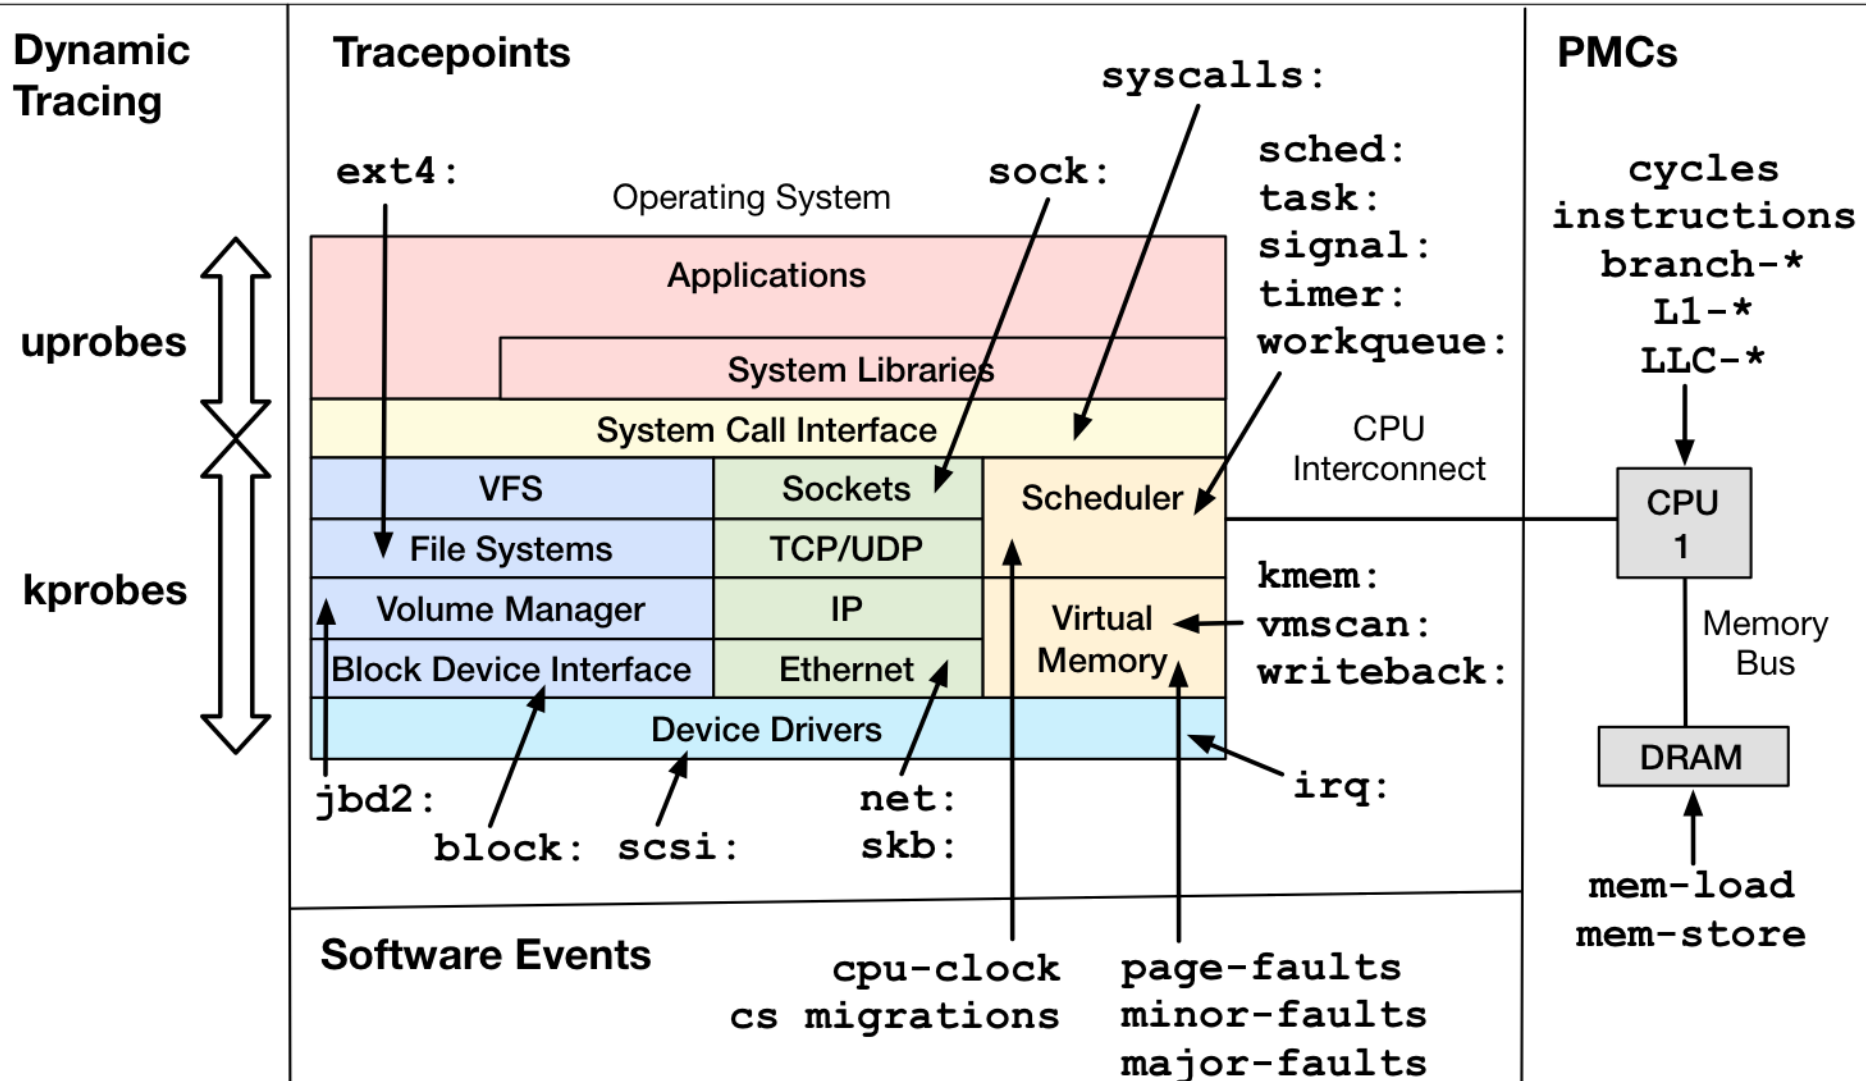 Dynamic
Tracing
uprobes
kprobes
Tracepoints
syscalls:
ext4:
Operating System
sock:
sched:
task:
signal:
timer:
workqueue:
Applications
System Libraries
System Call Interface
VFS
Sockets
Scheduler
File Systems
TCP/UDP
Volume Manager
IP
Virtual
Memory
Block Device Interface
Ethernet
Device Drivers
CPU
Interconnect
kmem:
vmscan:
writeback:
irq:
jbd2:
block:
scsi:
net:
skb:
Software Events
cpu-clock
cs migrations
page-faults
minor-faults
major-faults
PMCs
cycles
instructions
branch-*
L1-*
LLC-*
CPU
1
Memory
Bus
DRAM
mem-load
mem-store